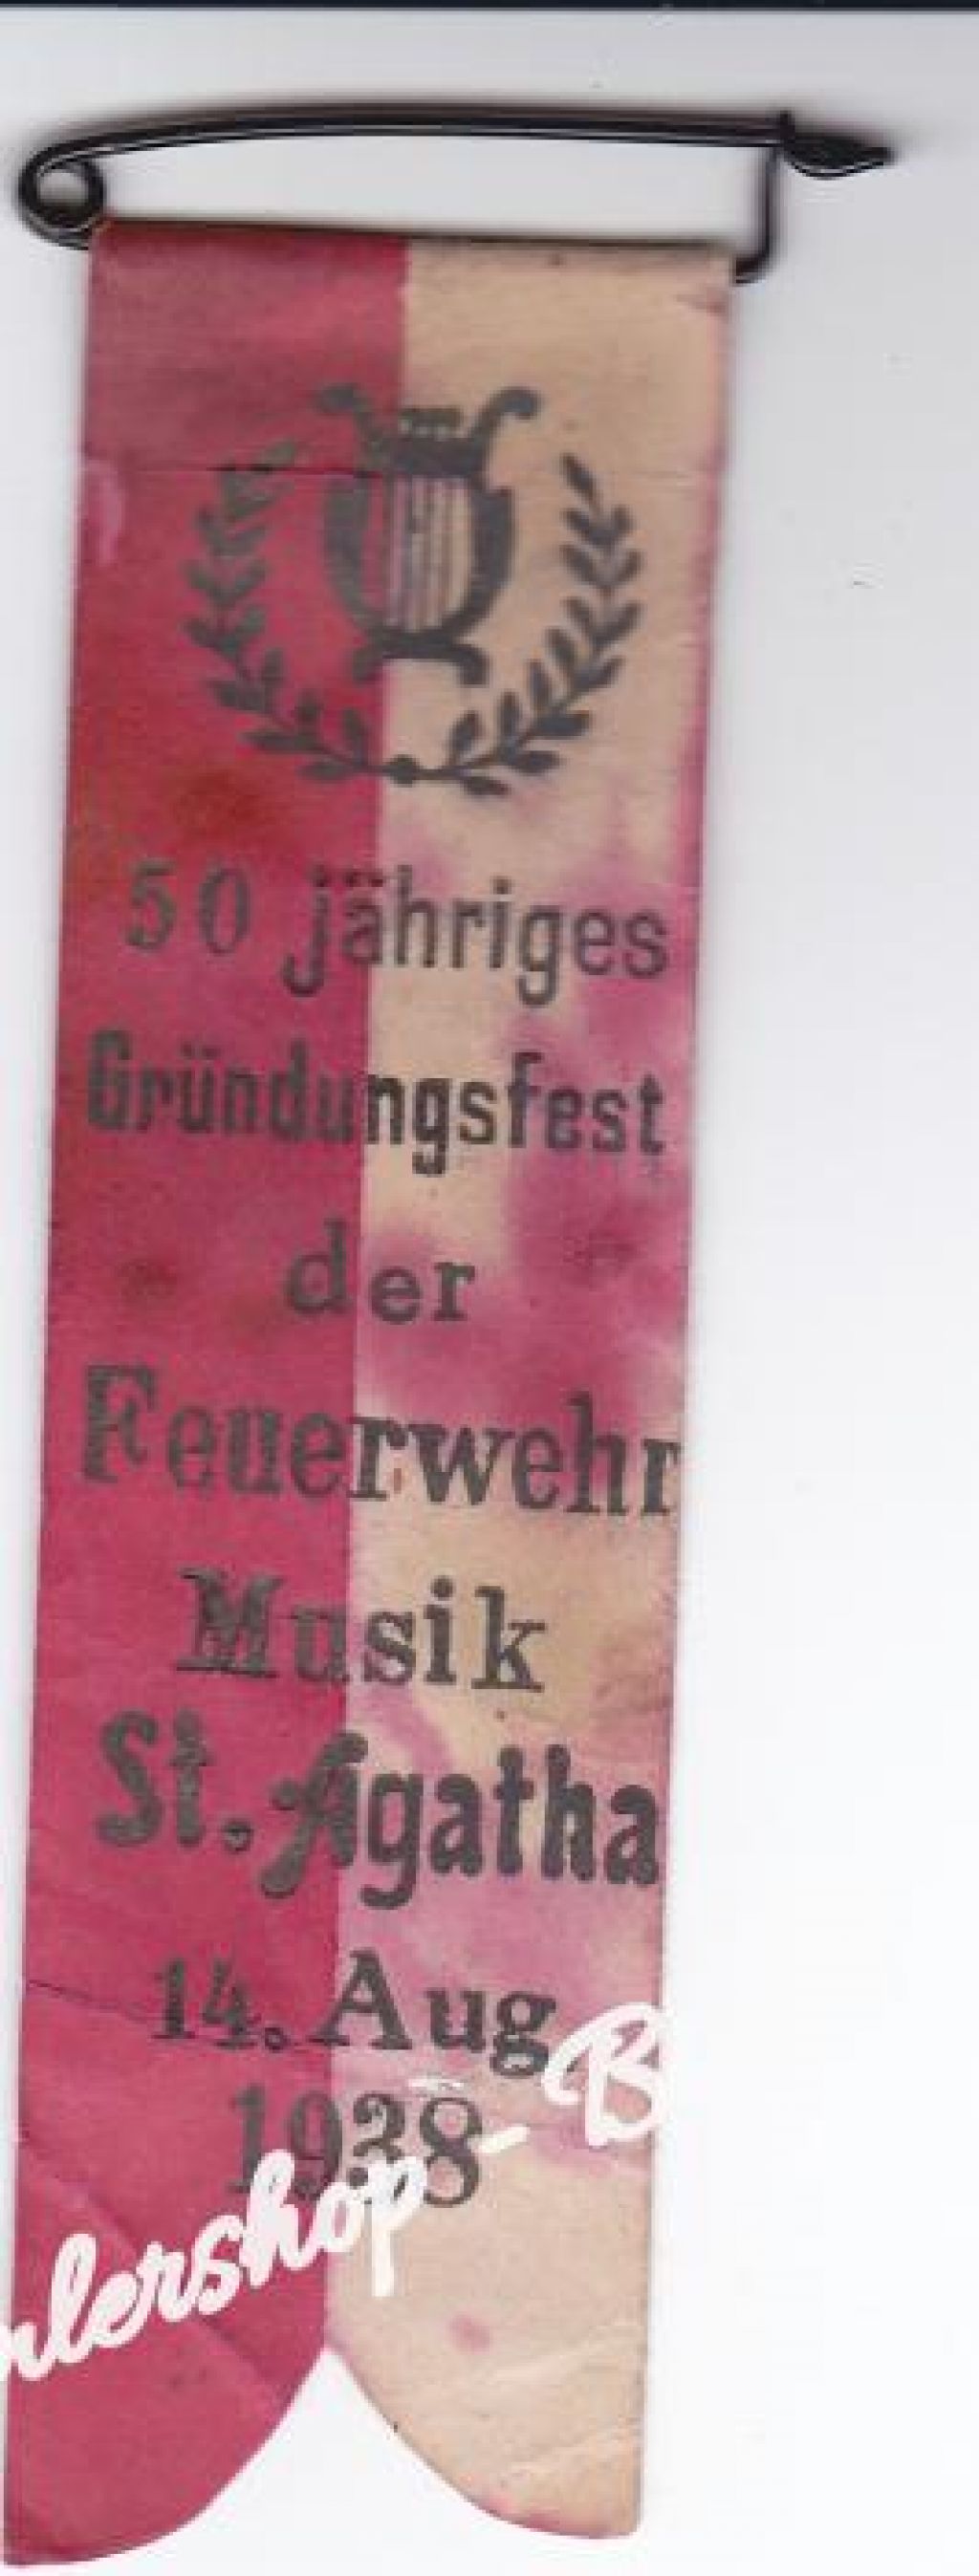 50 jähriges
Gründungsfest
der
Feuerwehr
Musik
St. Agatha
14. Aug.
1938